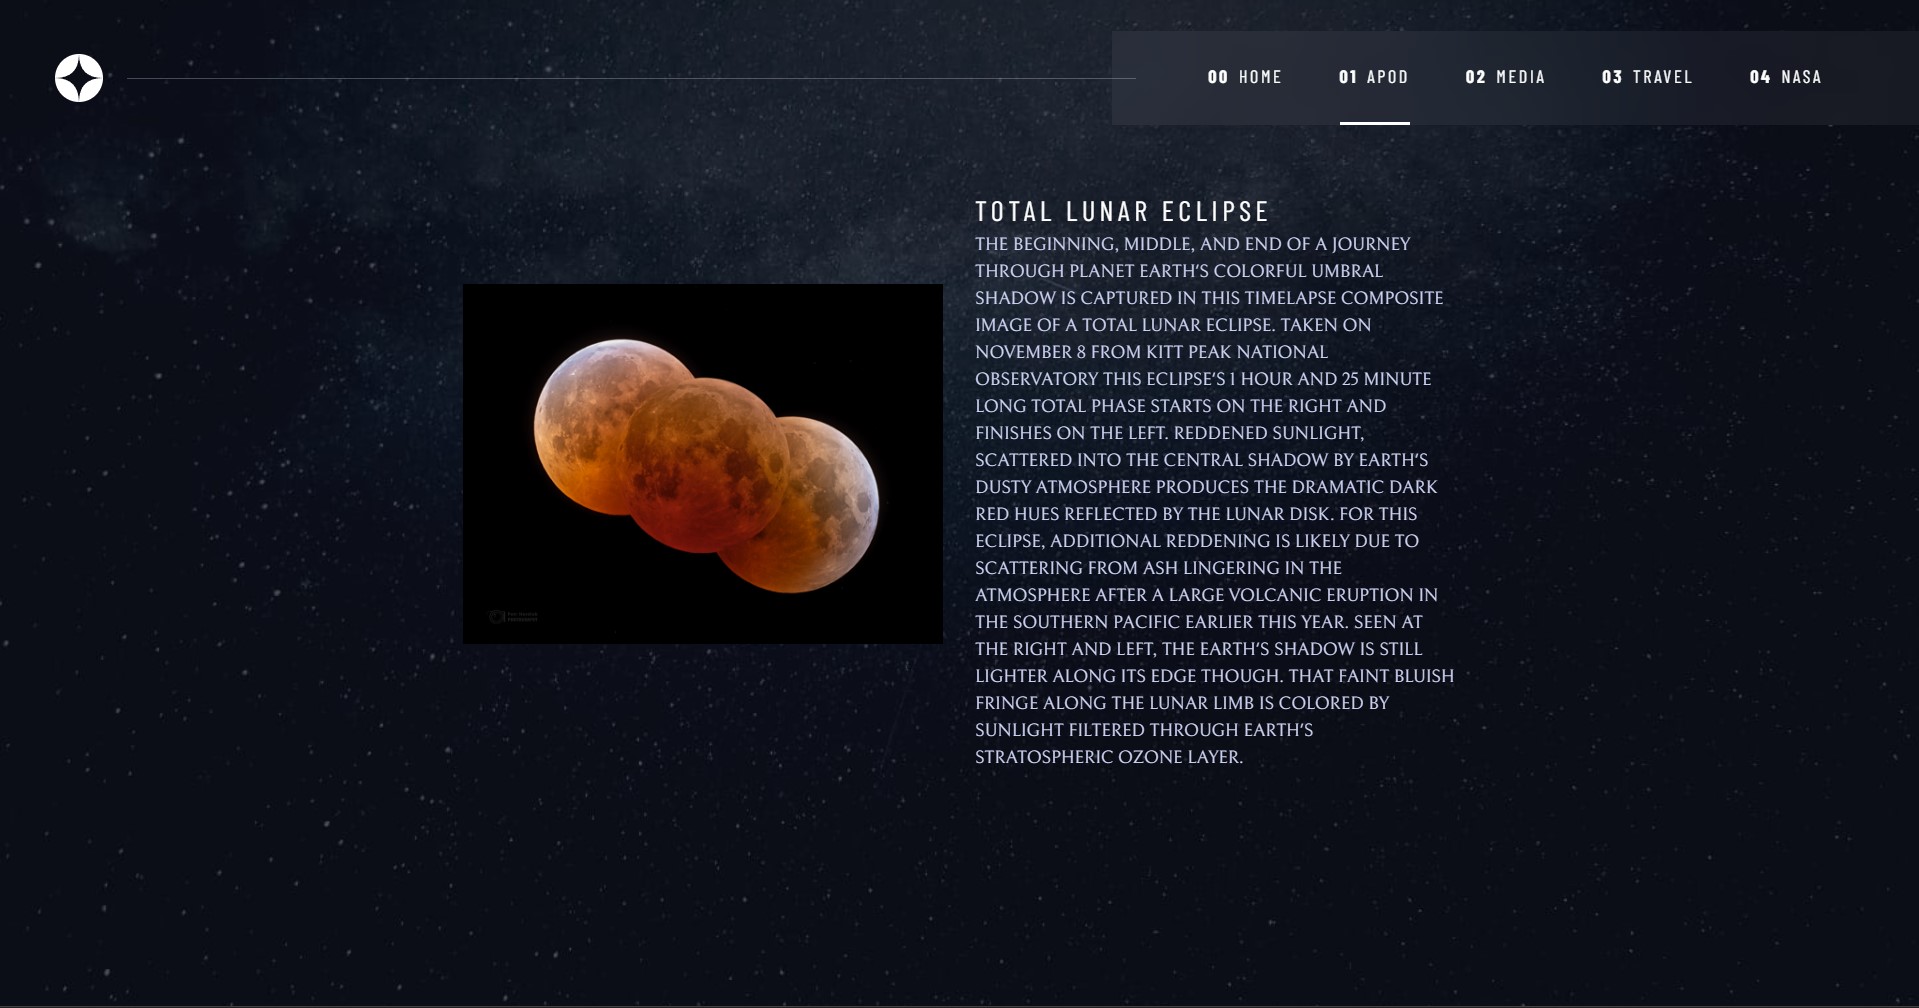 00 HOME 01 APOD 02 MEDIA 03 TRAVEL 04 NASA
TOTAL LUNAR ECLIPSE
THE BEGINNING, MIDDLE, AND END OF A JOURNEY
THROUGH PLANET EARTH'S COLORFUL UMBRAL
SHADOW IS CAPTURED IN THIS TIMELAPSE COMPOSITE
IMAGE OF A TOTAL LUNAR ECLIPSE. TAKEN ON
NOVEMBER 8 FROM KITT PEAK NATIONAL
OBSERVATORY THIS ECLIPSE'S 1 HOUR AND 25 MINUTE
LONG TOTAL PHASE STARTS ON THE RIGHT AND
FINISHES ON THE LEFT. REDDENED SUNLIGHT,
SCATTERED INTO THE CENTRAL SHADOW BY EARTH'S
DUSTY ATMOSPHERE PRODUCES THE DRAMATIC DARK
RED HUES REFLECTED BY THE LUNAR DISK. FOR THIS
ECLIPSE, ADDITIONAL REDDENING IS LIKELY DUE TO
SCATTERING FROM ASH LINGERING IN THE
ATMOSPHERE AFTER A LARGE VOLCANIC ERUPTION IN
THE SOUTHERN PACIFIC EARLIER THIS YEAR. SEEN AT
THE RIGHT AND LEFT, THE EARTH'S SHADOW IS STILL
LIGHTER ALONG ITS EDGE THOUGH. THAT FAINT BLUISH
FRINGE ALONG THE LUNAR LIMB IS COLORED BY
SUNLIGHT FILTERED THROUGH EARTH'S
STRATOSPHERIC OZONE LAYER.